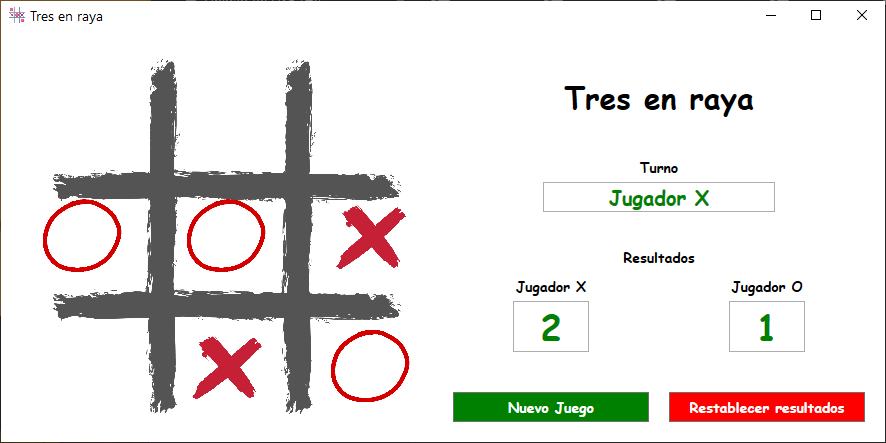 Tres en raya
Tres en raya
Turno
Jugador X
Resultados
Jugador X
Jugador O
2
1
Nuevo Juego
Restablecer resultados